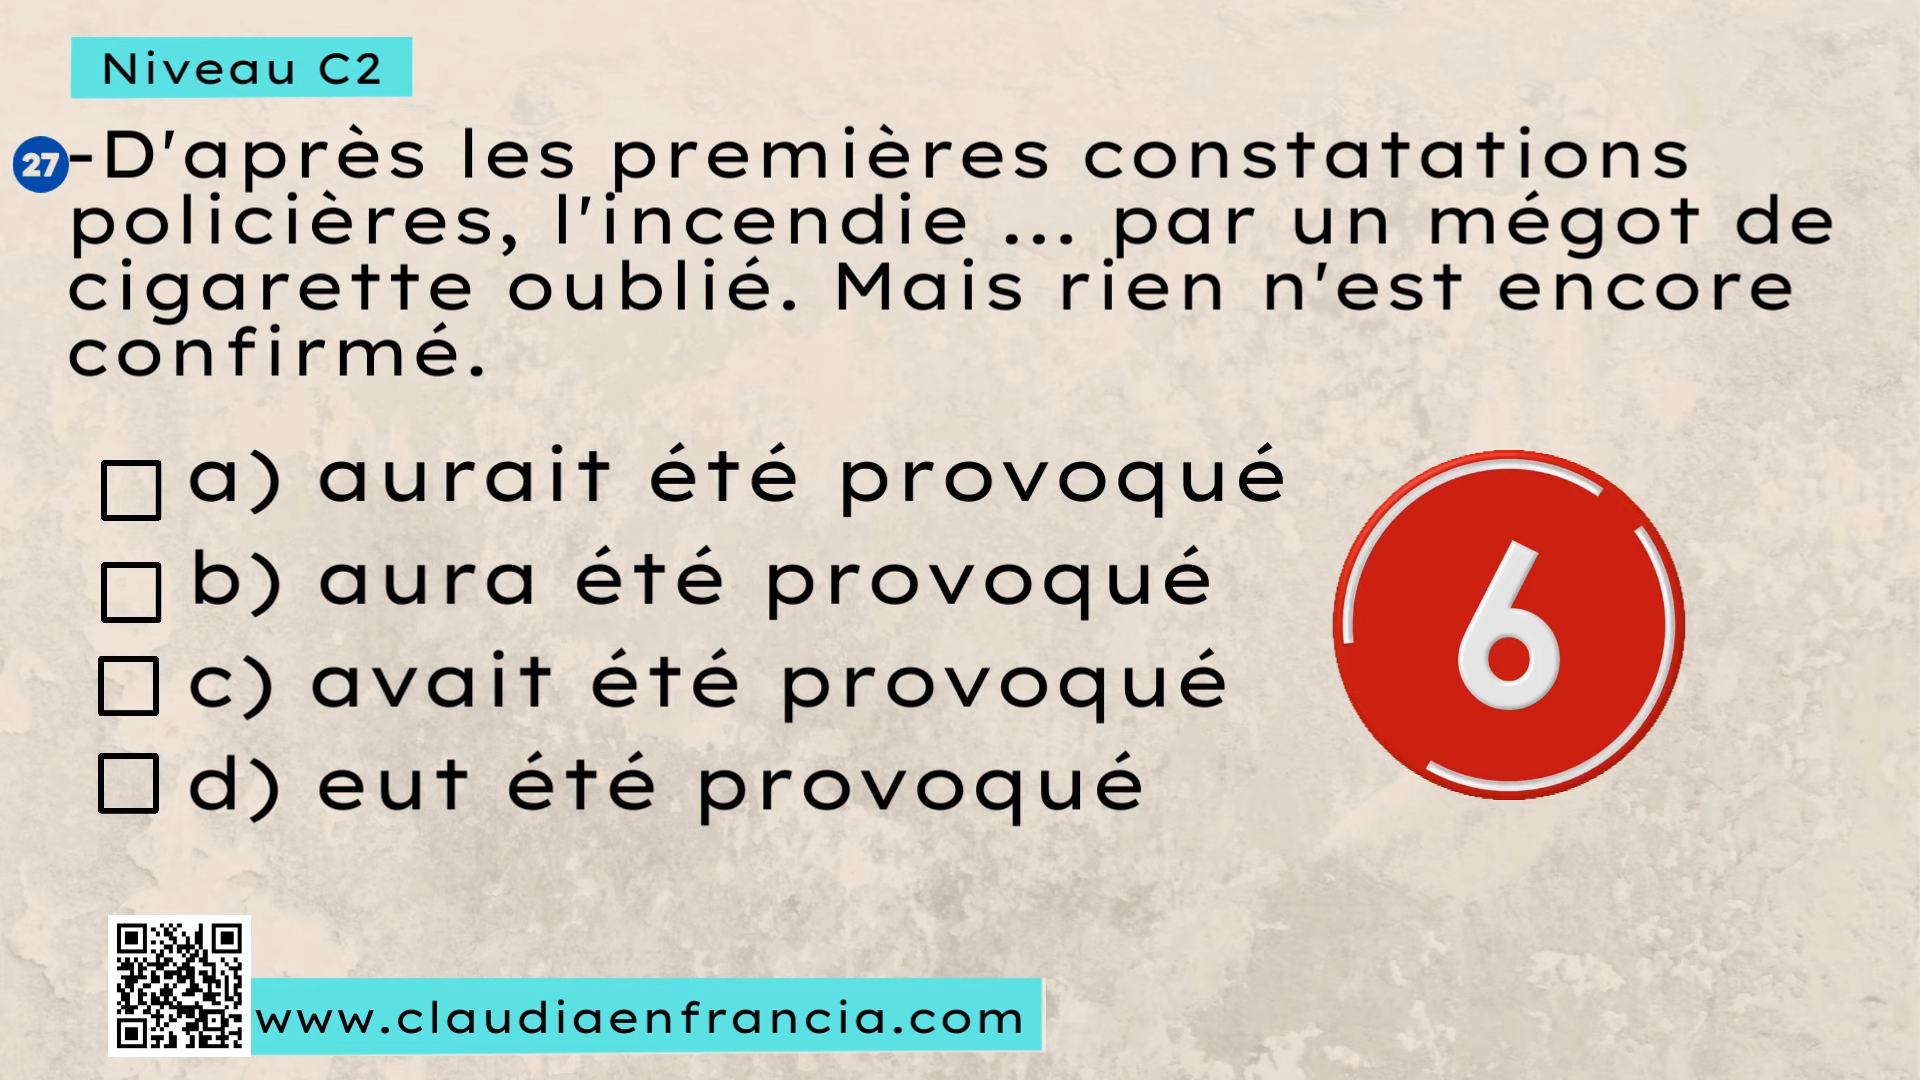 Niveau C2
27-D'après les premières constatations
policières, l'incendie ... par un mégot de
cigarette oublié. Mais rien n'est encore
confirmé.
a) aurait été provoqué
b) aura été provoqué
c) avait été provoqué
d) eut été provoqué
6
www.claudiaenfrancia.com